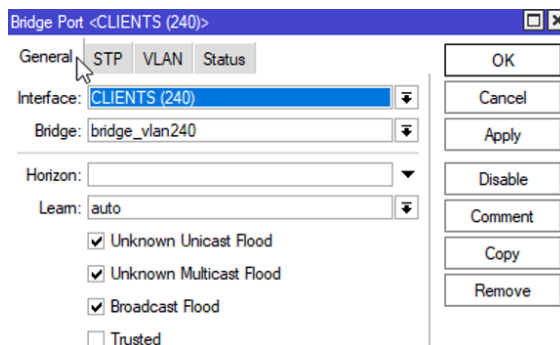 Bridge Port <CLIENTS (240)>
General STP VLAN Status
Interface: CLIENTS (240)
Bridge: bridge_vlan240
Horizon:
Learn: auto
Unknown Unicast Flood
Unknown Multicast Flood
Broadcast Flood
Trusted
OK
Cancel
Apply
Disable
Comment
Copy
Remove